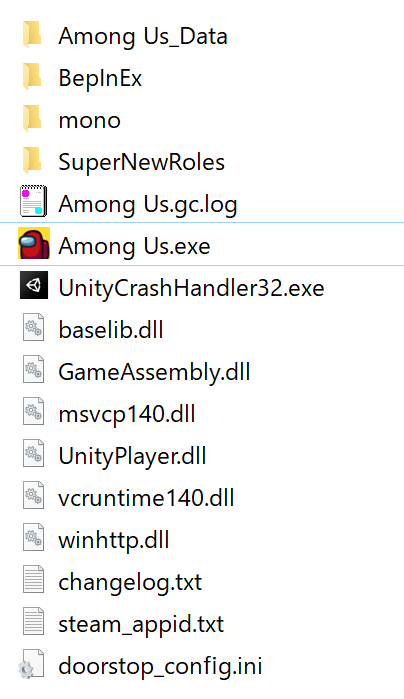 Among Us_Data
BepInEx
mono
SuperNewRoles
Among Us.gc.log
Among Us.exe
UnityCrashHandler32.exe
baselib.dll
GameAssembly.dll
msvcp140.dll
UnityPlayer.dll
vcruntime140.dll
winhttp.dll
changelog.txt
steam_appid.txt
doorstop_config.ini